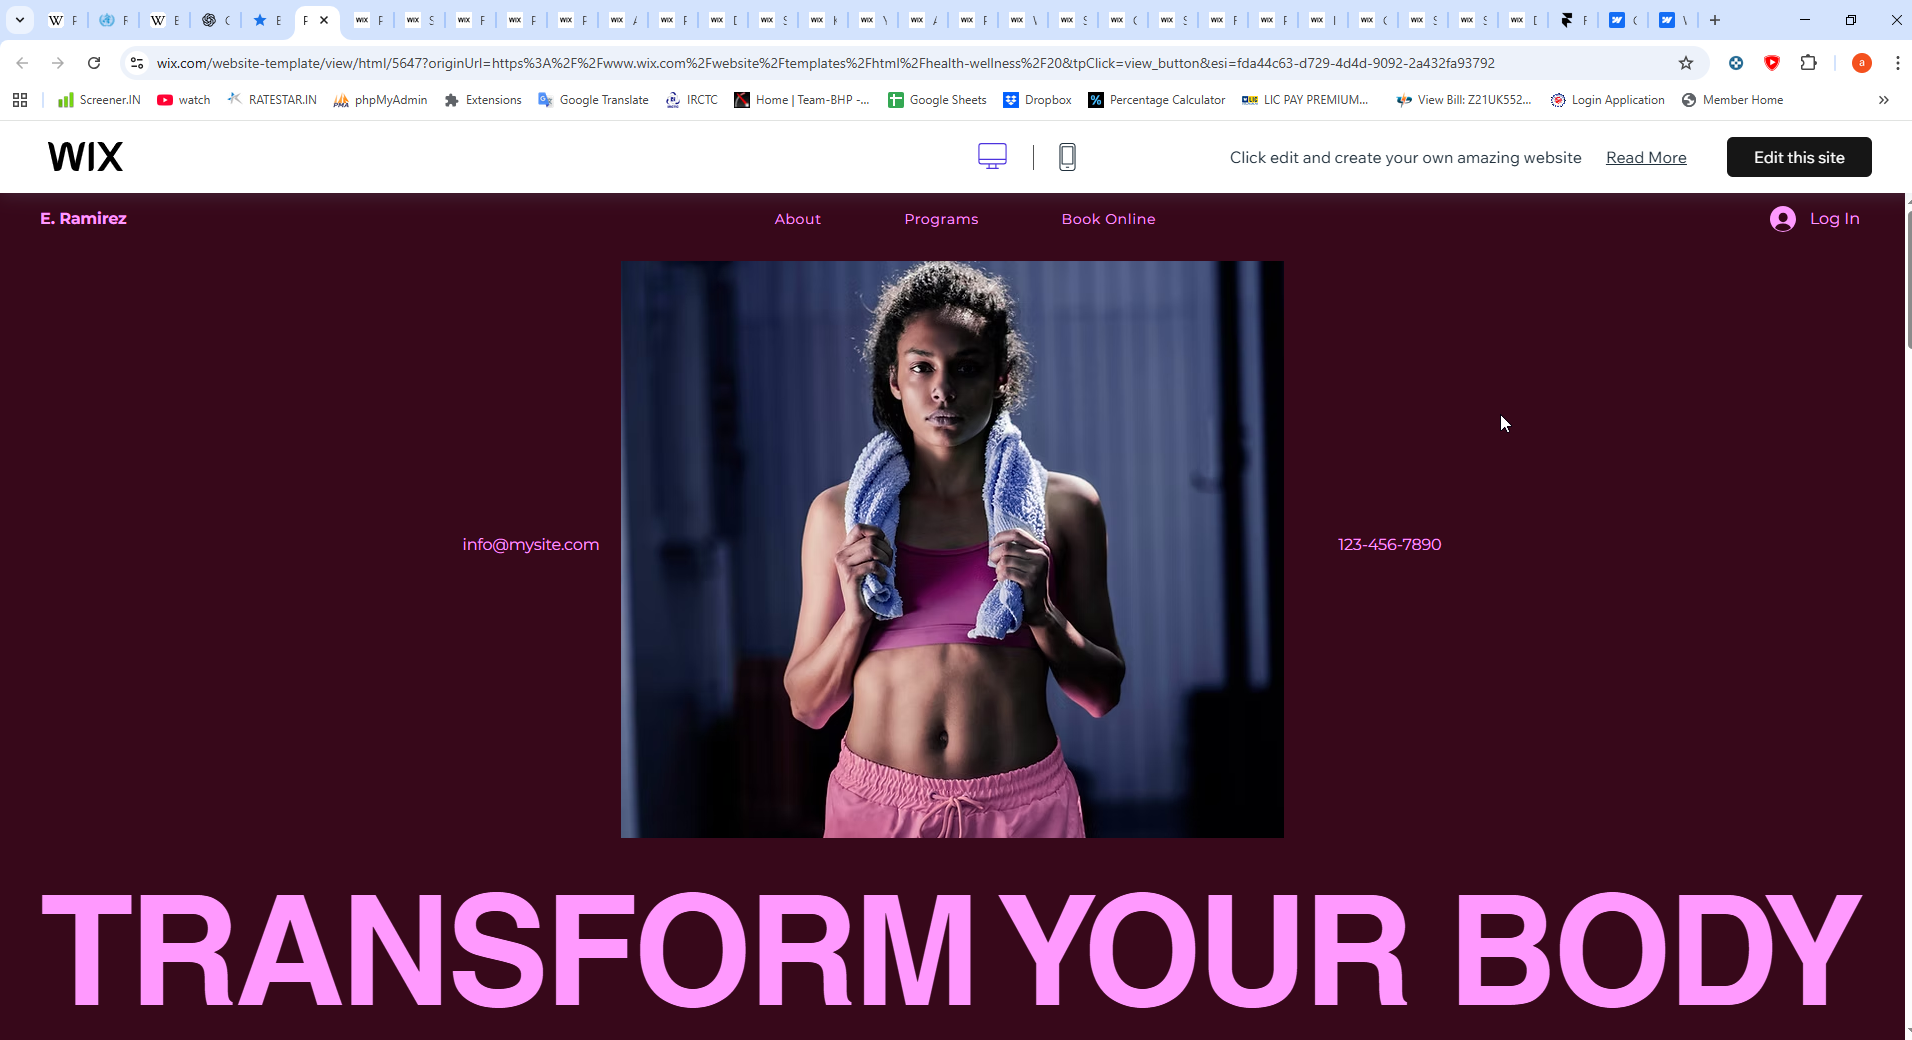 wix.com/website-template/view/html/5647?originUrl=https%3A%2F%2Fwww.wix.com%2Fwebsite%2Ftemplates%2Fhtml%2Fhealth-wellness%2F20&tpClick=view_button&esi=fda44c63-d729-4d4d-9092-2a432fa93792
Screener.IN watch RATESTAR.IN phpMyAdmin Extensions Google Translate IRCTC Home | Team-BHP -... Google Sheets Dropbox Percentage Calculator LIC PAY PREMIUM... View Bill: Z21UK552... Login Application Member Home
WIX Click edit and create your own amazing website Read More Edit this site
E. Ramirez About Programs Book Online Log In
info@mysite.com 123-456-7890
TRANSFORM YOUR BODY